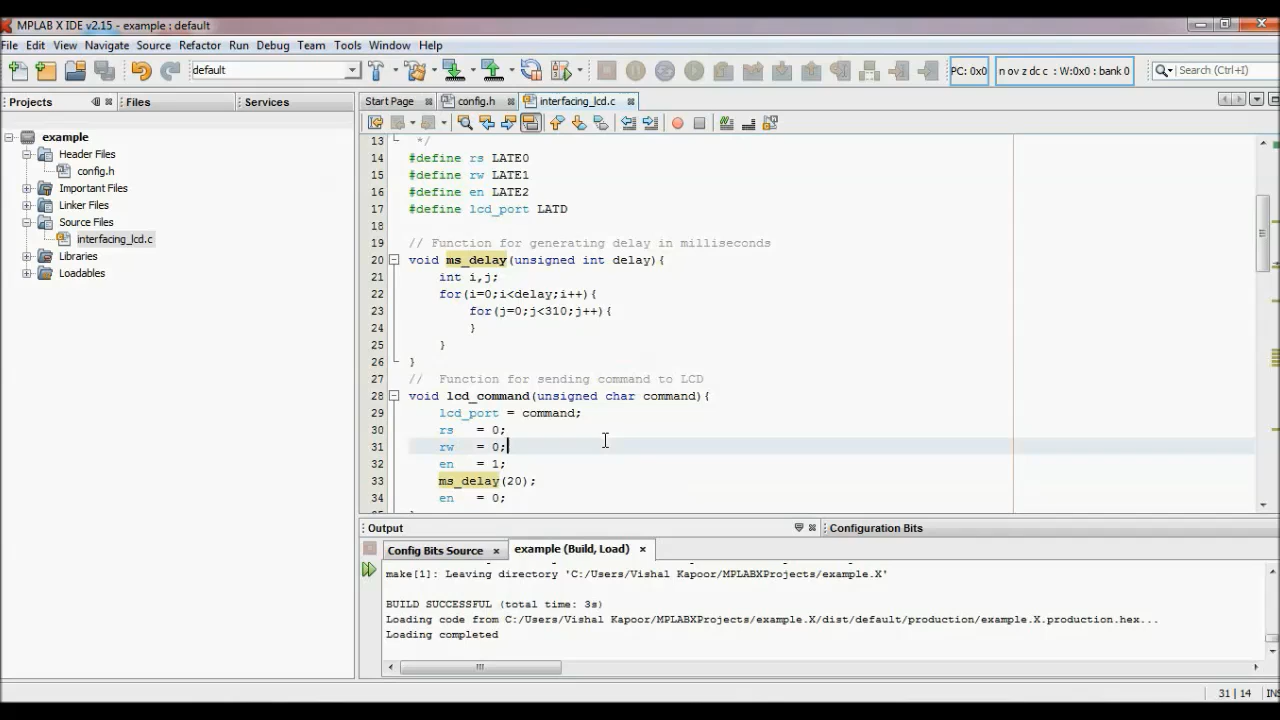 MPLAB X IDE v2.15 - example : default
File Edit View Navigate Source Refactor Run Debug Team Tools Window Help
default
PC: 0x0
n ov z dc c : W:0x0 : bank 0
Search (Ctrl+I)
Projects
Files
Services
Start Page
config.h
interfacing_lcd.c
example
Header Files
config.h
Important Files
Linker Files
Source Files
interfacing_lcd.c
Libraries
Loadables
13 */
14 #define rs LATE0
15 #define rw LATE1
16 #define en LATE2
17 #define lcd_port LATD
18
19 // Function for generating delay in milliseconds
20 void ms_delay(unsigned int delay){
21 int i,j;
22 for(i=0;i<delay;i++){
23 for(j=0;j<310;j++){
24 }
25 }
26 }
27 // Function for sending command to LCD
28 void lcd_command(unsigned char command){
29 lcd_port = command;
30 rs = 0;
31 rw = 0;
32 en = 1;
33 ms_delay(20);
34 en = 0;
Output
Configuration Bits
Config Bits Source
example (Build, Load)
make[1]: Leaving directory 'C:/Users/Vishal Kapoor/MPLABXProjects/example.X'
BUILD SUCCESSFUL (total time: 3s)
Loading code from C:/Users/Vishal Kapoor/MPLABXProjects/example.X/dist/default/production/example.X.production.hex...
Loading completed
31 | 14 INS